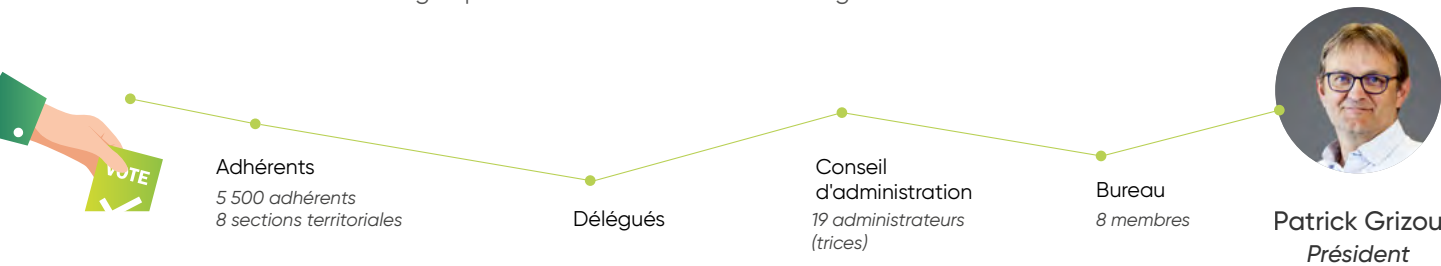 VOTE
Adhérents
5 500 adhérents
8 sections territoriales
Délégués
Conseil
d'administration
19 administrateurs
(trices)
Bureau
8 membres
Patrick Grizou
Président